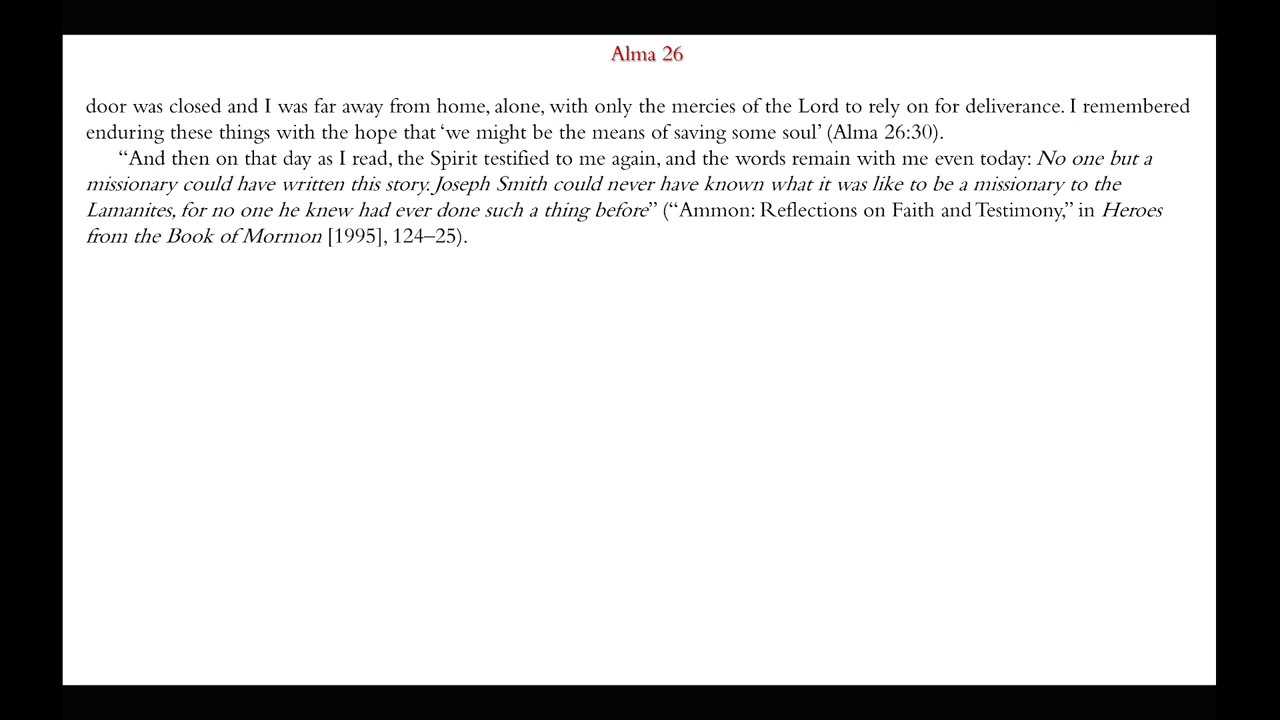 Alma 26
door was closed and I was far away from home, alone, with only the mercies of the Lord to rely on for deliverance. I remembered
enduring these things with the hope that ‘we might be the means of saving some soul’ (Alma 26:30).
“And then on that day as I read, the Spirit testified to me again, and the words remain with me even today: No one but a
missionary could have written this story. Joseph Smith could never have known what it was like to be a missionary to the
Lamanites, for no one he knew had ever done such a thing before” (“Ammon: Reflections on Faith and Testimony,” in Heroes
from the Book of Mormon [1995], 124–25).